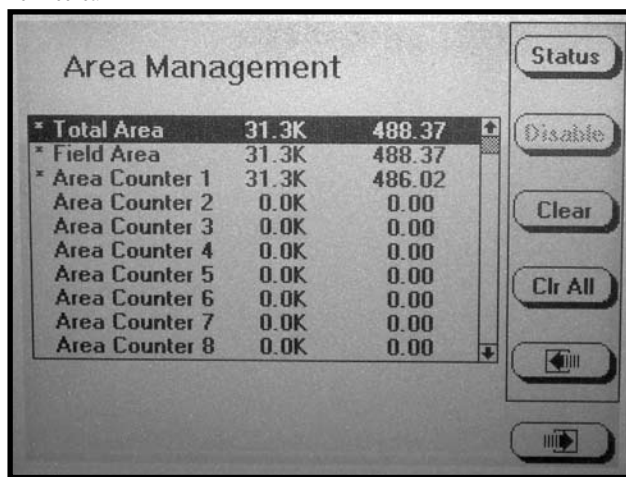 Area Management
* Total Area 31.3K 488.37
* Field Area 31.3K 488.37
* Area Counter 1 31.3K 486.02
Area Counter 2 0.0K 0.00
Area Counter 3 0.0K 0.00
Area Counter 4 0.0K 0.00
Area Counter 5 0.0K 0.00
Area Counter 6 0.0K 0.00
Area Counter 7 0.0K 0.00
Area Counter 8 0.0K 0.00
Status
Disable
Clear
Clr All